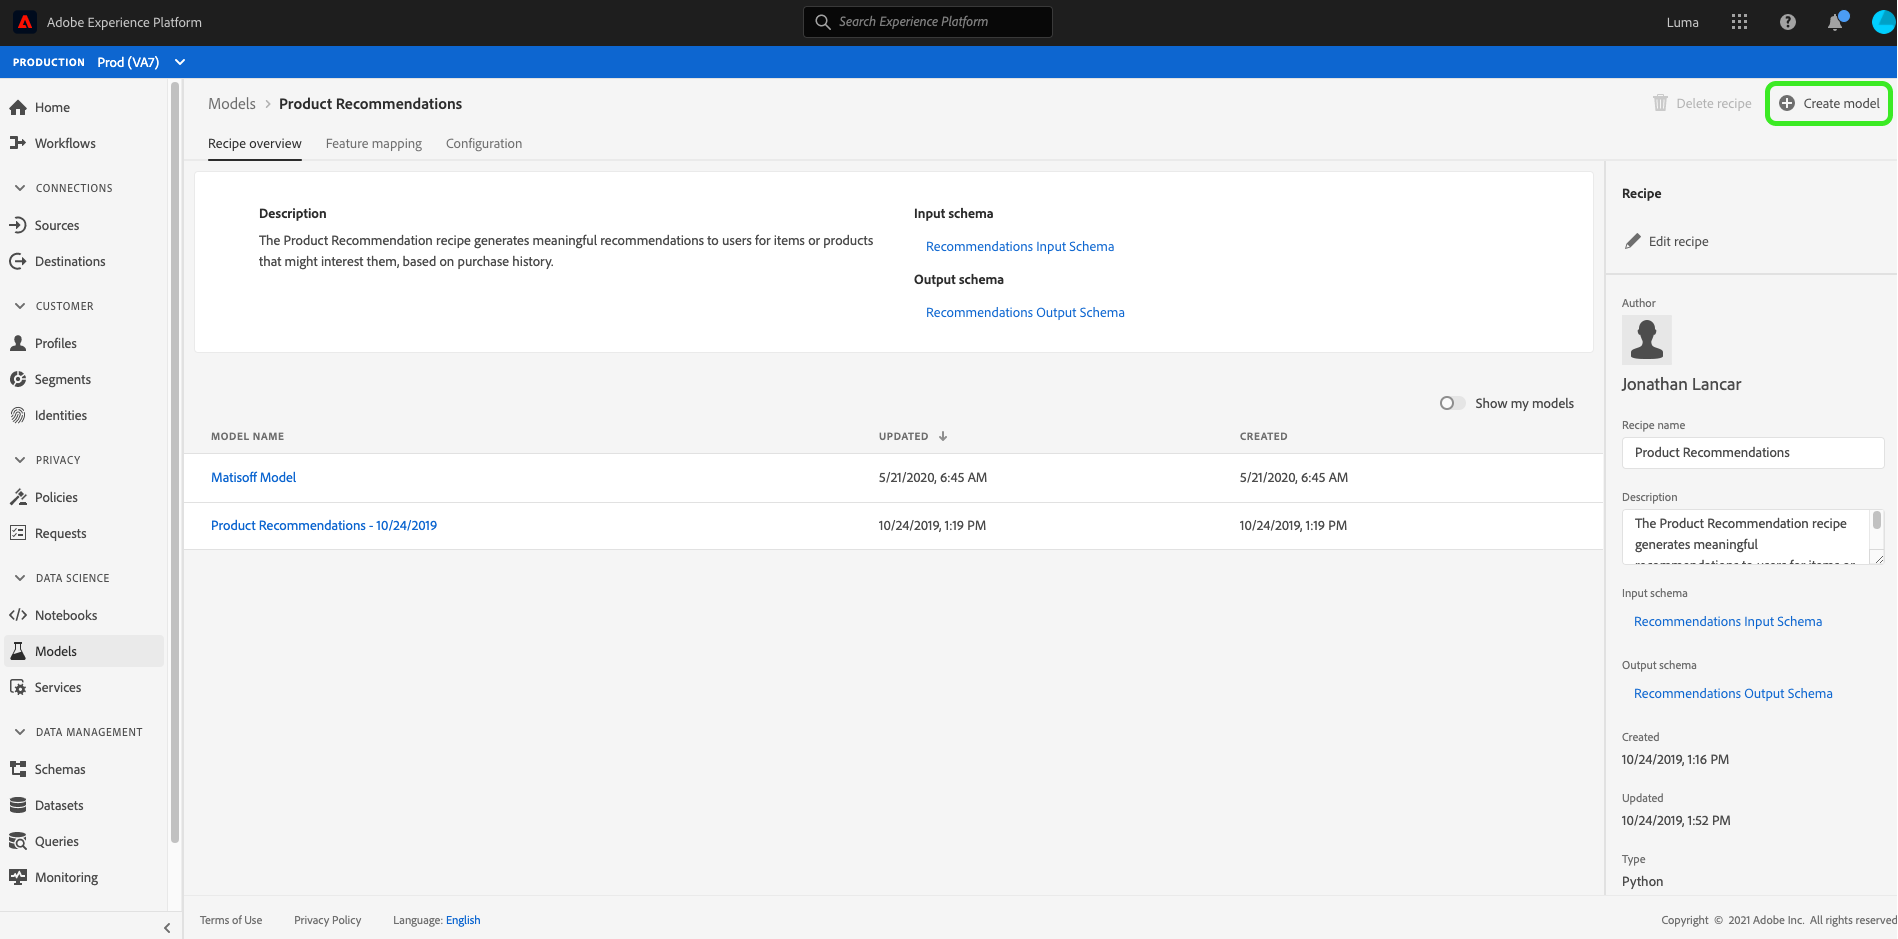 Adobe Experience Platform
Search Experience Platform
Luma
PRODUCTION Prod (VA7)
Home
Workflows
CONNECTIONS
Sources
Destinations
CUSTOMER
Profiles
Segments
Identities
PRIVACY
Policies
Requests
DATA SCIENCE
Notebooks
Models
Services
DATA MANAGEMENT
Schemas
Datasets
Queries
Monitoring
Models > Product Recommendations
Delete recipe
Create model
Recipe overview
Feature mapping
Configuration
Description
The Product Recommendation recipe generates meaningful recommendations to users for items or products
that might interest them, based on purchase history.
Input schema
Recommendations Input Schema
Output schema
Recommendations Output Schema
Show my models
MODEL NAME UPDATED CREATED
Matisoff Model 5/21/2020, 6:45 AM 5/21/2020, 6:45 AM
Product Recommendations - 10/24/2019 10/24/2019, 1:19 PM 10/24/2019, 1:19 PM
Recipe
Edit recipe
Author
Jonathan Lancar
Recipe name
Product Recommendations
Description
The Product Recommendation recipe
generates meaningful
recommendations to users for items or
Input schema
Recommendations Input Schema
Output schema
Recommendations Output Schema
Created
10/24/2019, 1:16 PM
Updated
10/24/2019, 1:52 PM
Type
Python
Terms of Use
Privacy Policy
Language: English
Copyright © 2021 Adobe Inc. All rights reserved